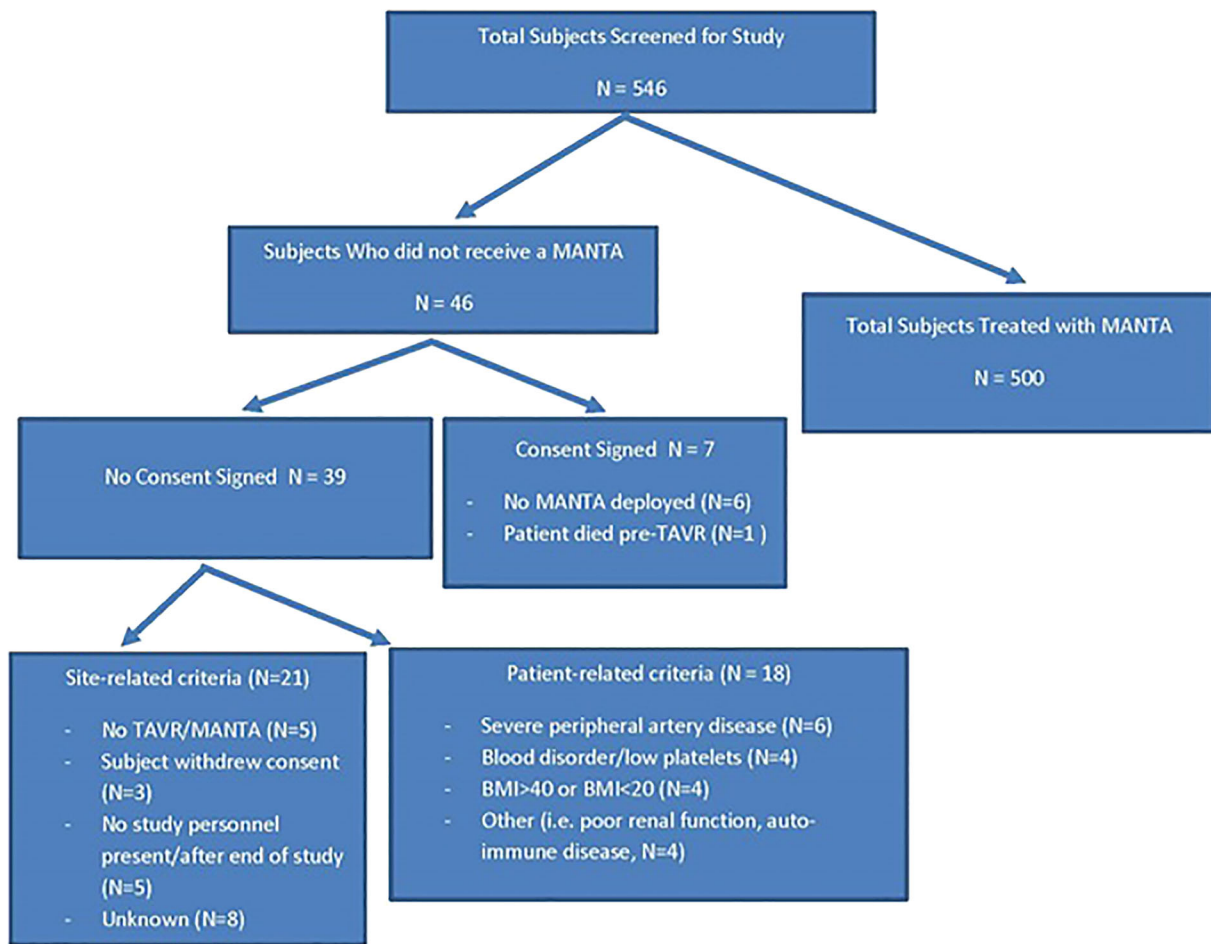 Total Subjects Screened for Study
N = 546
Subjects Who did not receive a MANTA
N = 46
Total Subjects Treated with MANTA
N = 500
No Consent Signed N = 39
Consent Signed N = 7
- No MANTA deployed (N=6)
- Patient died pre-TAVR (N=1 )
Site-related criteria (N=21)
- No TAVR/MANTA (N=5)
- Subject withdrew consent
(N=3)
- No study personnel
present/after end of study
(N=5)
- Unknown (N=8)
Patient-related criteria (N = 18)
- Severe peripheral artery disease (N=6)
- Blood disorder/low platelets (N=4)
- BMI>40 or BMI<20 (N=4)
- Other (i.e. poor renal function, auto-
immune disease, N=4)